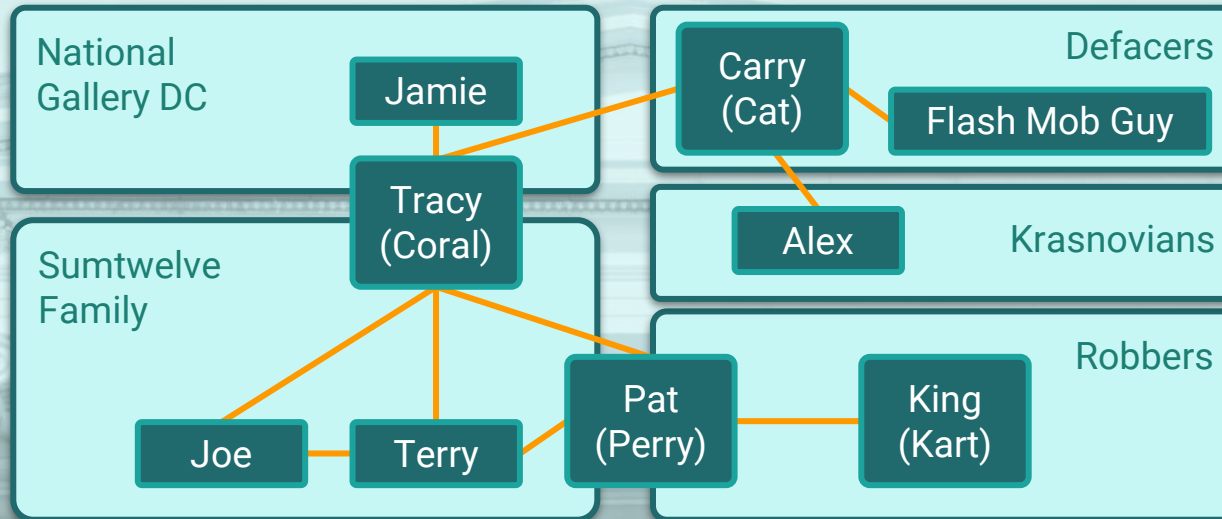 National
Gallery DC
Jamie
Tracy
(Coral)
Sumtwelve
Family
Joe
Terry
Pat
(Perry)
Carry
(Cat)
Defacers
Flash Mob Guy
Alex
Krasnovians
Robbers
King
(Kart)